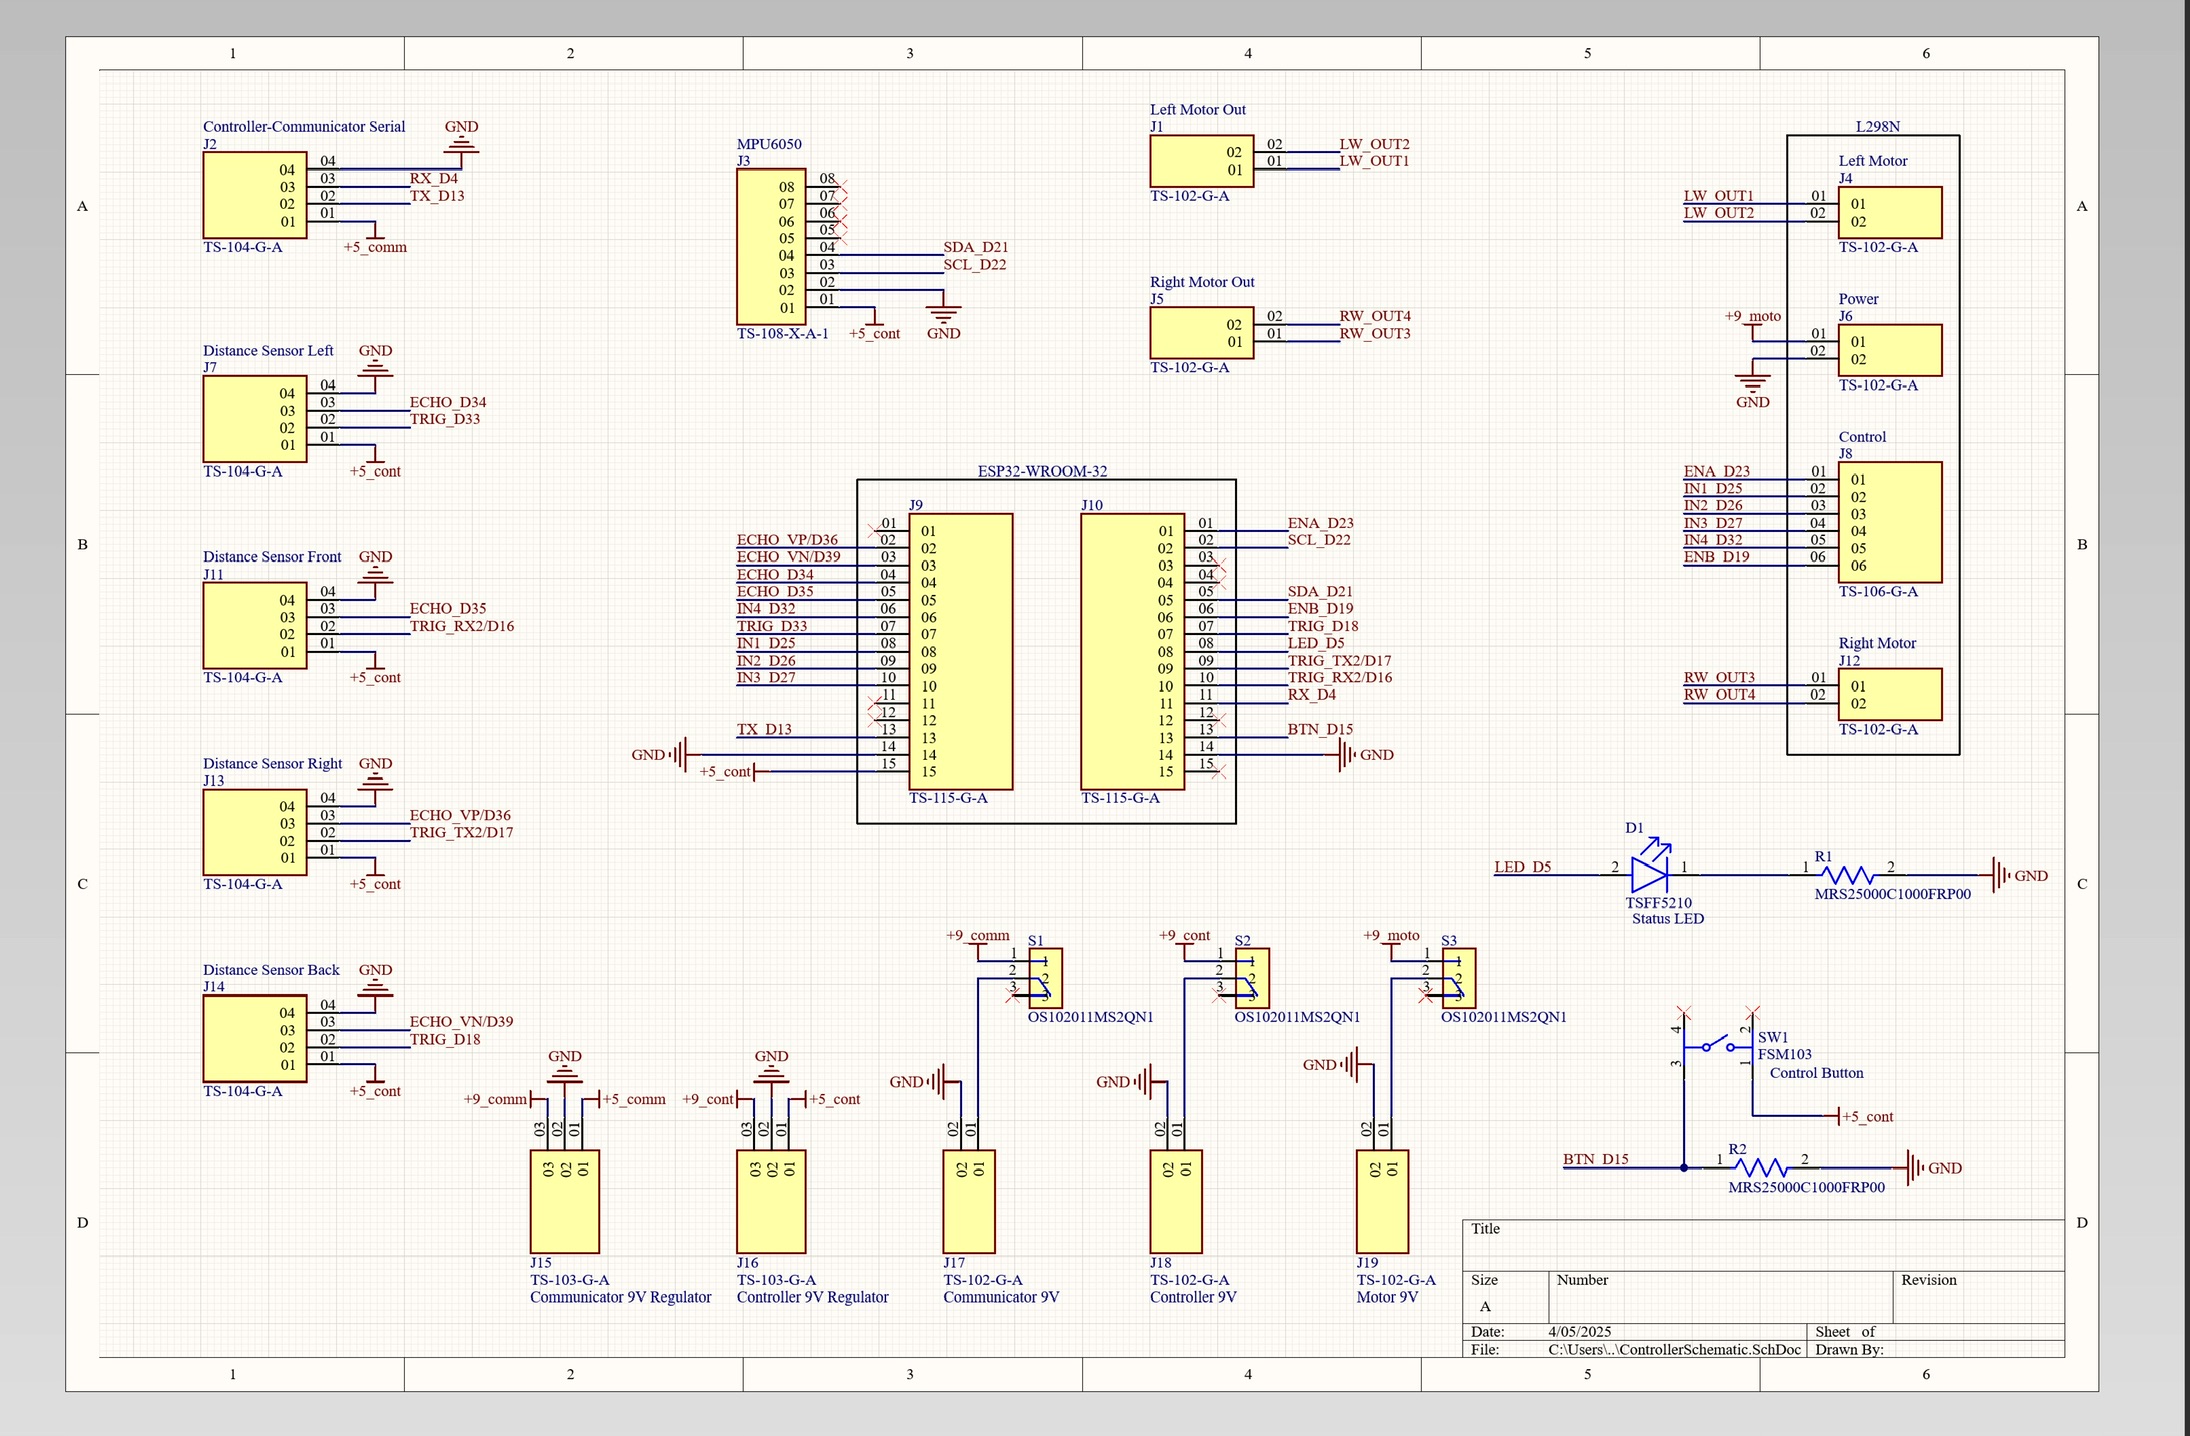 1 2 3 4 5 6
A
B
C
D
A
B
C
D
Controller-Communicator Serial
J2
GND
04 04
03 03 RX_D4
02 02 TX_D13
01 01
+5_comm
TS-104-G-A
Distance Sensor Left
J7
GND
04 04
03 03 ECHO_D34
02 02 TRIG_D33
01 01
+5_cont
TS-104-G-A
Distance Sensor Front
J11
GND
04 04
03 03 ECHO_D35
02 02 TRIG_RX2/D16
01 01
+5_cont
TS-104-G-A
Distance Sensor Right
J13
GND
04 04
03 03 ECHO_VP/D36
02 02 TRIG_TX2/D17
01 01
+5_cont
TS-104-G-A
Distance Sensor Back
J14
GND
04 04
03 03 ECHO_VN/D39
02 02 TRIG_D18
01 01
+5_cont
TS-104-G-A
MPU6050
J3
08 08
07 07
06 06
05 05
04 04 SDA_D21
03 03 SCL_D22
02 02
01 01
+5_cont
GND
TS-108-X-A-1
Left Motor Out
J1
02 02 LW_OUT2
01 01 LW_OUT1
TS-102-G-A
Right Motor Out
J5
02 02 RW_OUT4
01 01 RW_OUT3
TS-102-G-A
L298N
Left Motor
J4
LW_OUT1 01 01
LW_OUT2 02 02
TS-102-G-A
Power
J6
+9_moto
01 01
02 02
GND
TS-102-G-A
Control
J8
ENA_D23 01 01
IN1_D25 02 02
IN2_D26 03 03
IN3_D27 04 04
IN4_D32 05 05
ENB_D19 06 06
TS-106-G-A
Right Motor
J12
RW_OUT3 01 01
RW_OUT4 02 02
TS-102-G-A
ESP32-WROOM-32
J9
01 01
ECHO_VP/D36 02 02
ECHO_VN/D39 03 03
ECHO_D34 04 04
ECHO_D35 05 05
IN4_D32 06 06
TRIG_D33 07 07
IN1_D25 08 08
IN2_D26 09 09
IN3_D27 10 10
11 11
12 12
TX_D13 13 13
GND 14 14
+5_cont 15 15
TS-115-G-A
J10
01 01 ENA_D23
02 02 SCL_D22
03 03
04 04
05 05 SDA_D21
06 06 ENB_D19
07 07 TRIG_D18
08 08 LED_D5
09 09 TRIG_TX2/D17
10 10 TRIG_RX2/D16
11 11 RX_D4
12 12
13 13 BTN_D15
14 14 GND
15 15
TS-115-G-A
D1
LED_D5 2 1
TSFF5210
Status LED
R1
1 2 GND
MRS25000C1000FRP00
+9_comm S1
1 1
2 2
3 3
OS102011MS2QN1
+9_cont S2
1 1
2 2
3 3
OS102011MS2QN1
+9_moto S3
1 1
2 2
3 3
OS102011MS2QN1
4 2
SW1
FSM103
3 1
Control Button
+5_cont
BTN_D15
R2
1 2 GND
MRS25000C1000FRP00
GND
+9_comm +5_comm
03 02 01
03 02 01
J15
TS-103-G-A
Communicator 9V Regulator
GND
+9_cont +5_cont
03 02 01
03 02 01
J16
TS-103-G-A
Controller 9V Regulator
GND
02 01
02 01
J17
TS-102-G-A
Communicator 9V
GND
02 01
02 01
J18
TS-102-G-A
Controller 9V
GND
02 01
02 01
J19
TS-102-G-A
Motor 9V
Title
Size Number Revision
A
Date: 4/05/2025 Sheet of
File: C:\Users\..\ControllerSchematic.SchDoc Drawn By:
1 2 3 4 5 6